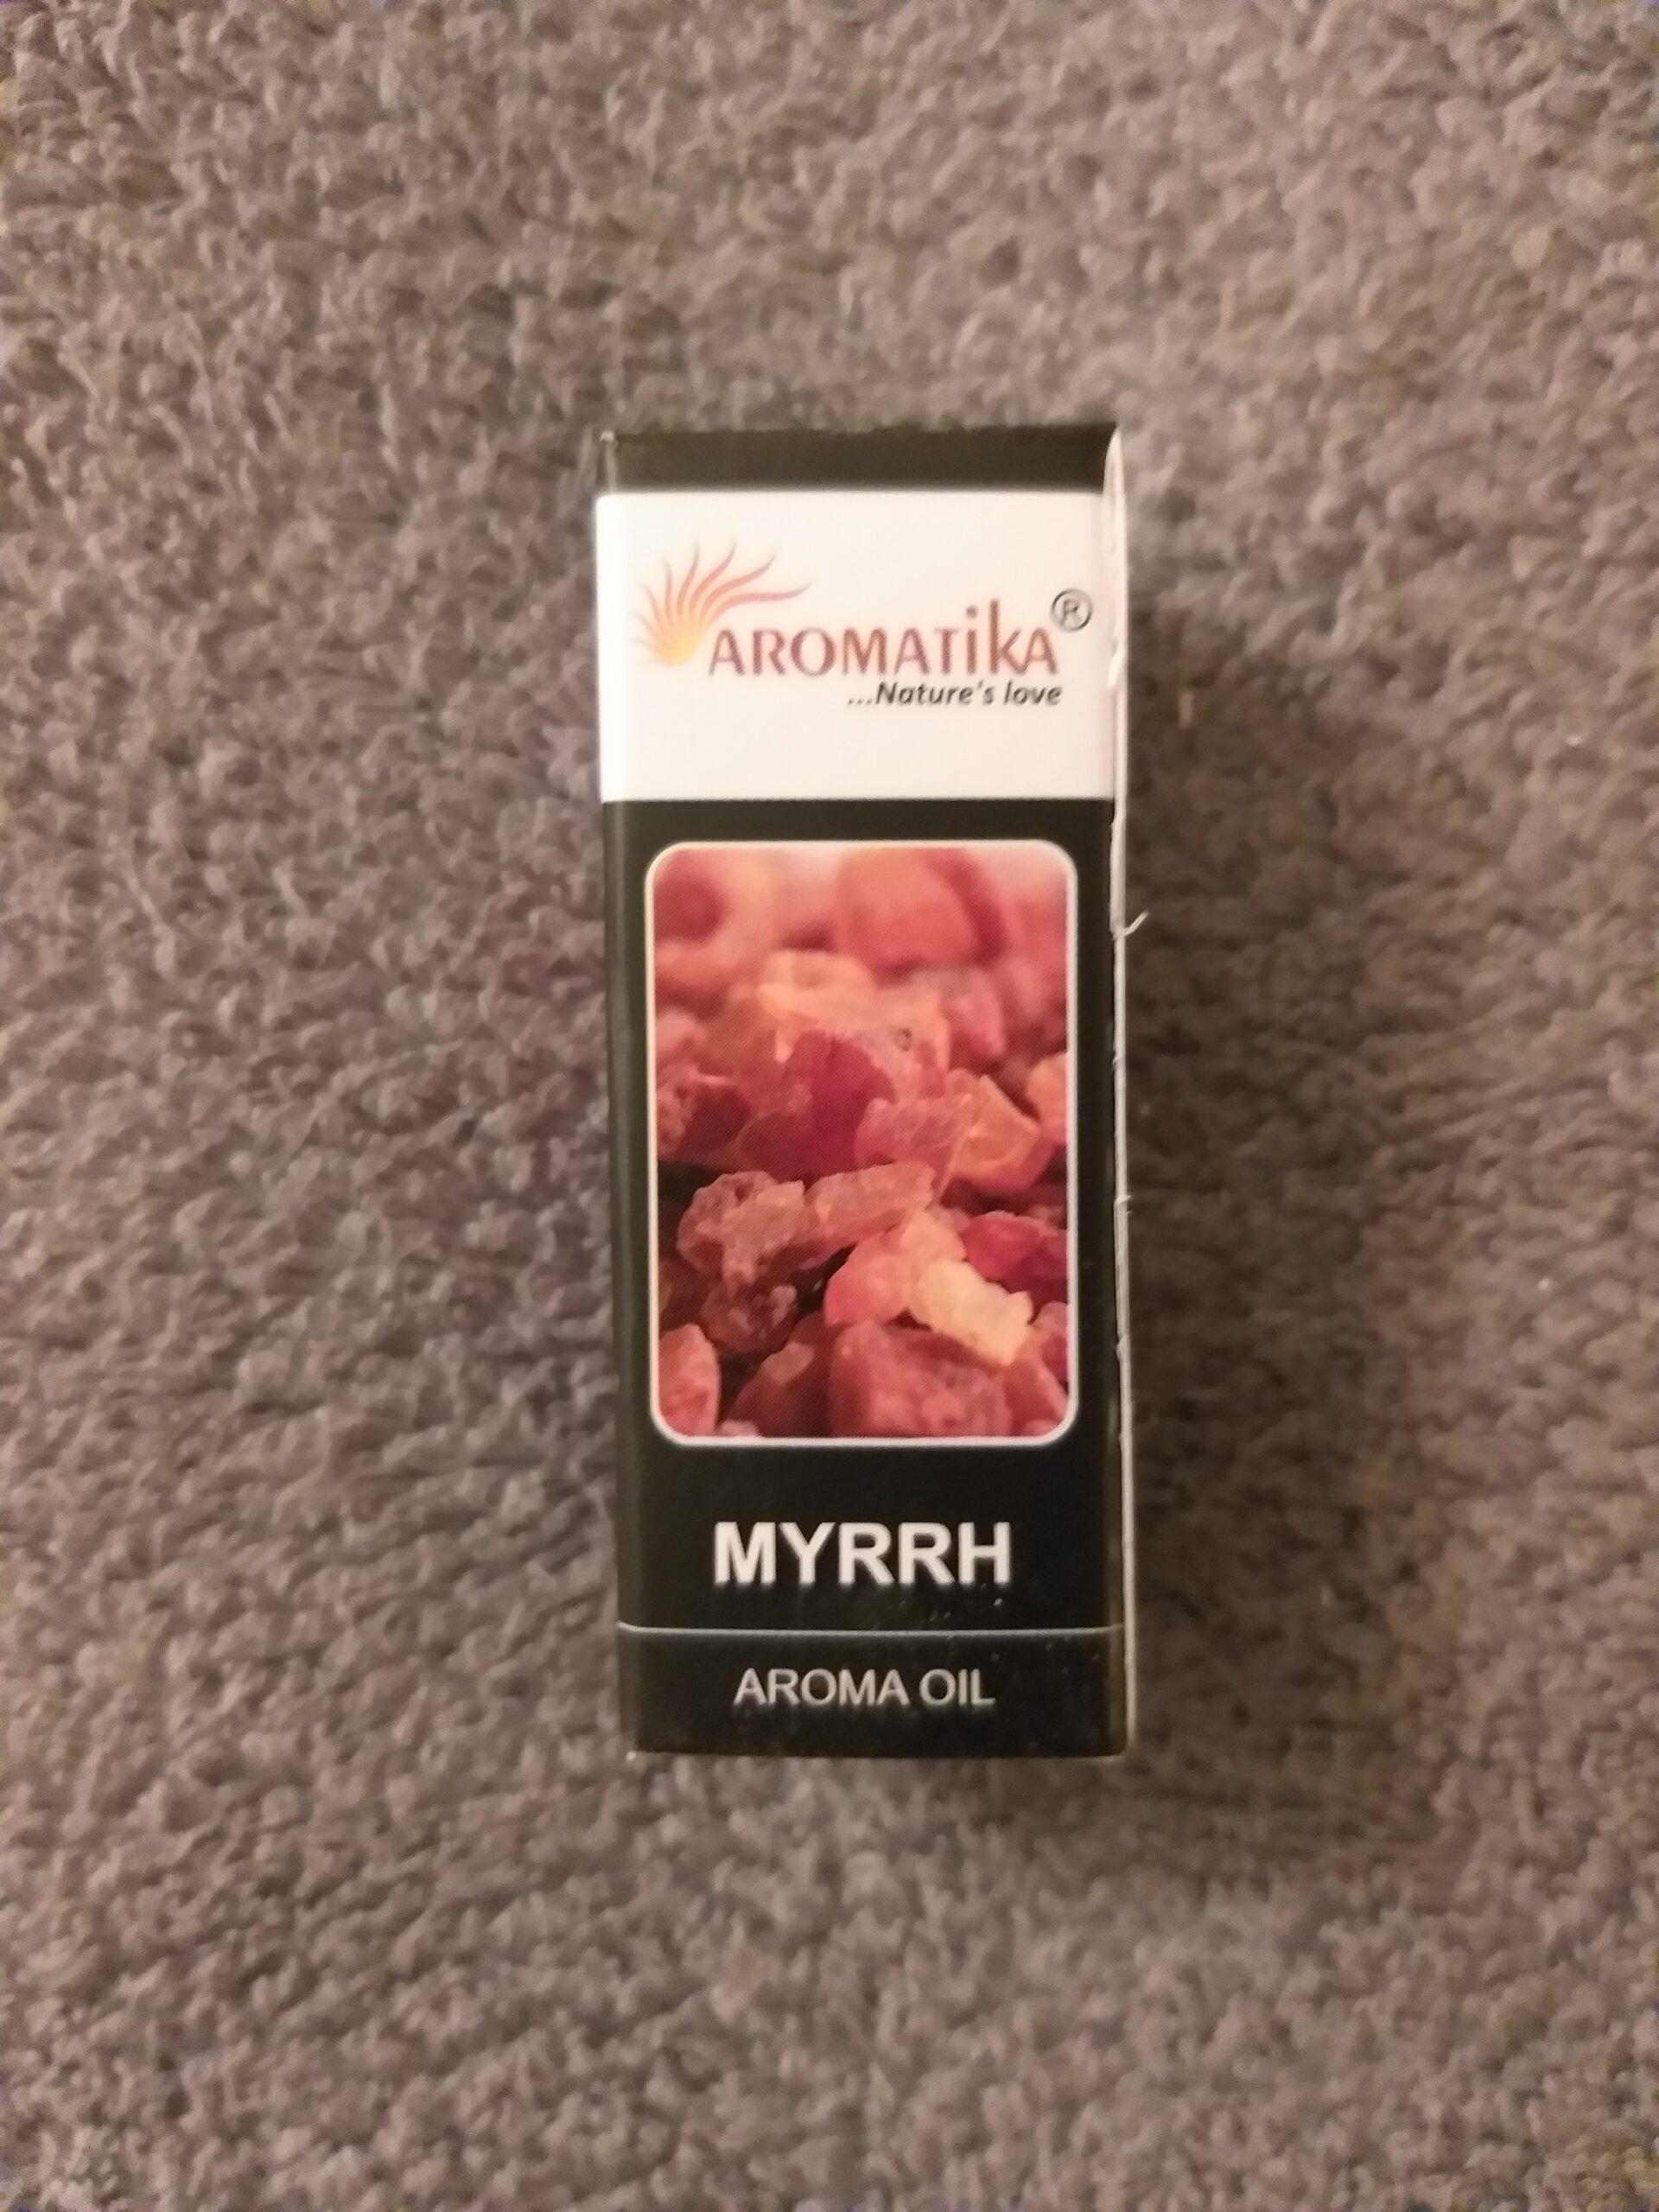 AROMATiKA®
...Nature's love
MYRRH
AROMA OIL